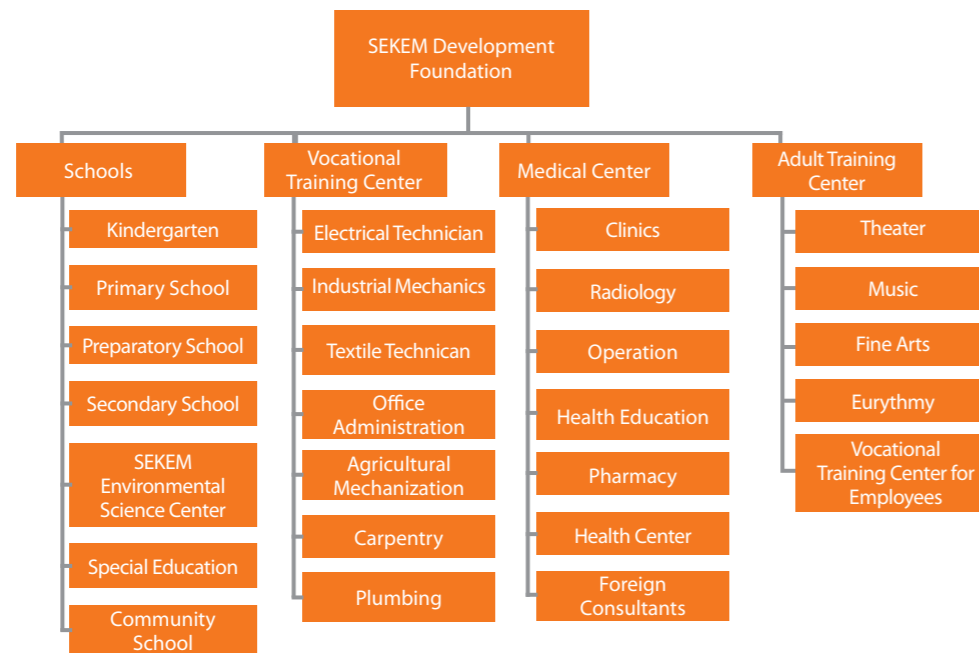 SEKEM Development
Foundation
Schools
Kindergarten
Primary School
Preparatory School
Secondary School
SEKEM
Environmental
Science Center
Special Education
Community
School
Vocational
Training Center
Electrical Technician
Industrial Mechanics
Textile Technican
Office
Administration
Agricultural
Mechanization
Carpentry
Plumbing
Medical Center
Clinics
Radiology
Operation
Health Education
Pharmacy
Health Center
Foreign
Consultants
Adult Training
Center
Theater
Music
Fine Arts
Eurythmy
Vocational
Training Center for
Employees